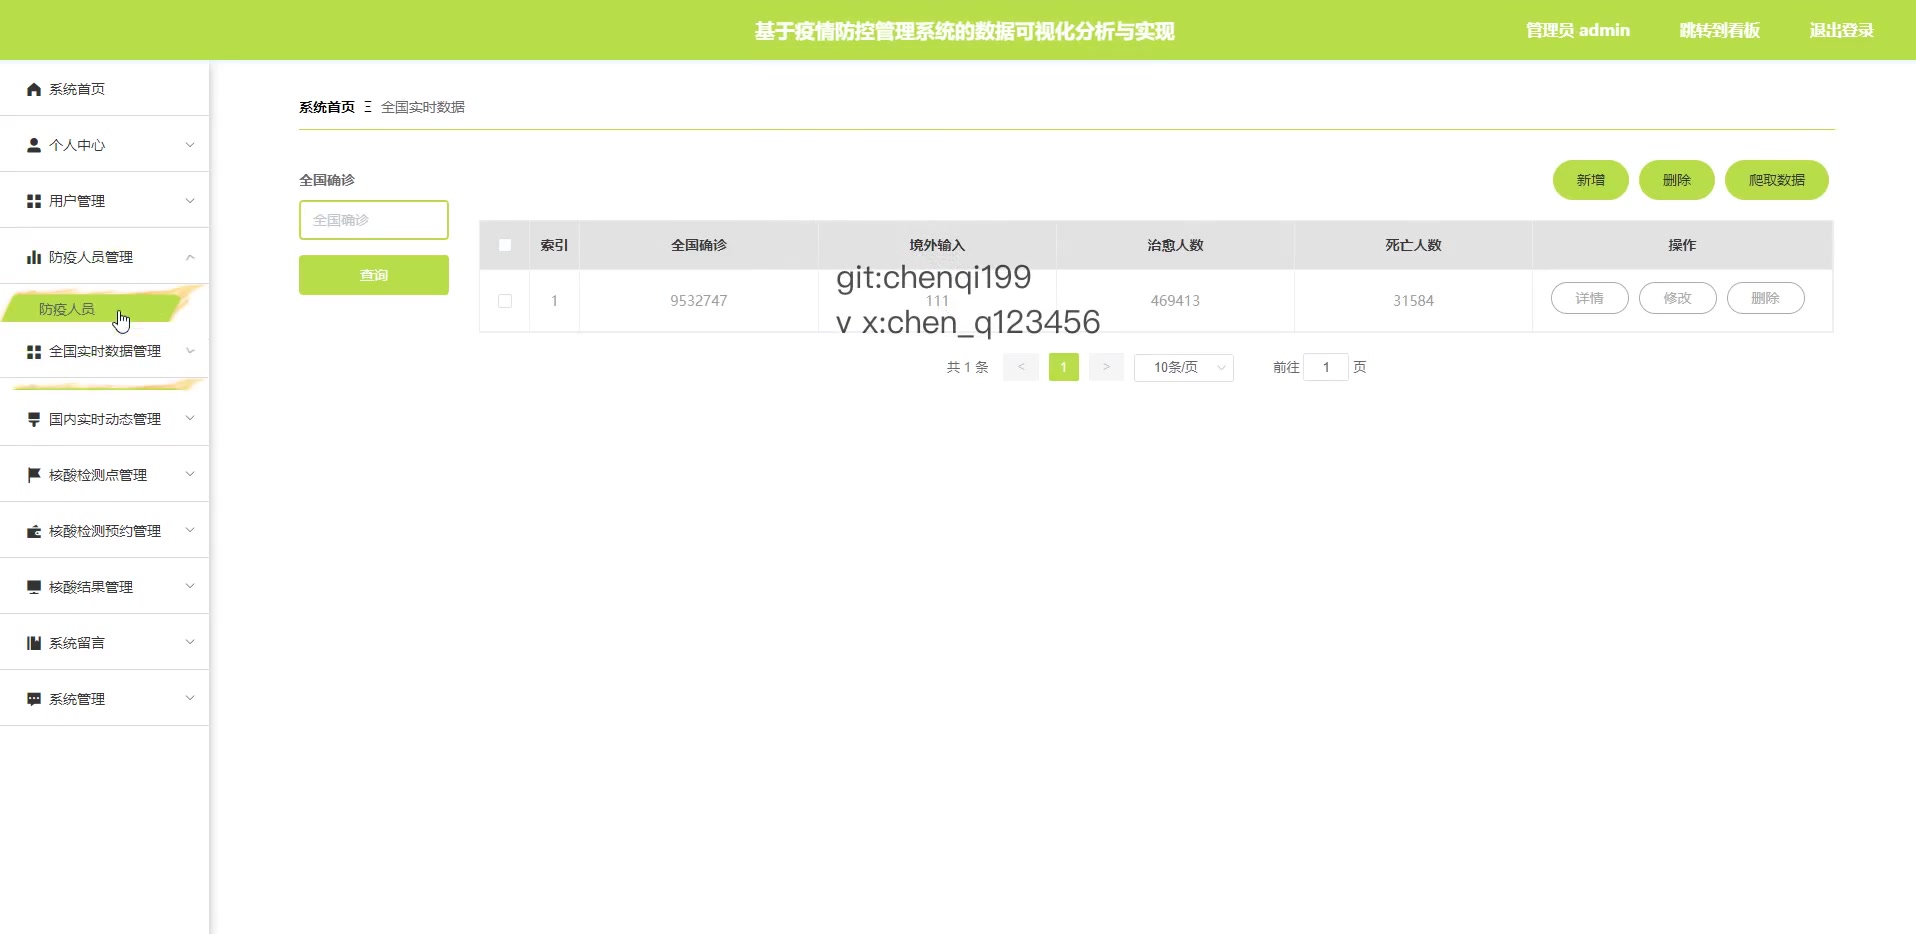 基于疫情防控管理系统的数据可视化分析与实现
管理员 admin
跳转到看板
退出登录
系统首页
个人中心
用户管理
防疫人员管理
防疫人员
全国实时数据管理
国内实时动态管理
核酸检测点管理
核酸检测预约管理
核酸结果管理
系统留言
系统管理
系统首页 Ξ 全国实时数据
全国确诊
全国确诊
查询
新增 删除 爬取数据
索引 全国确诊 境外输入 治愈人数 死亡人数 操作
1 9532747 111 469413 31584 详情 修改 删除
git:chenqi199
v x:chen_q123456
共 1 条 < 1 > 10条/页 前往 1 页